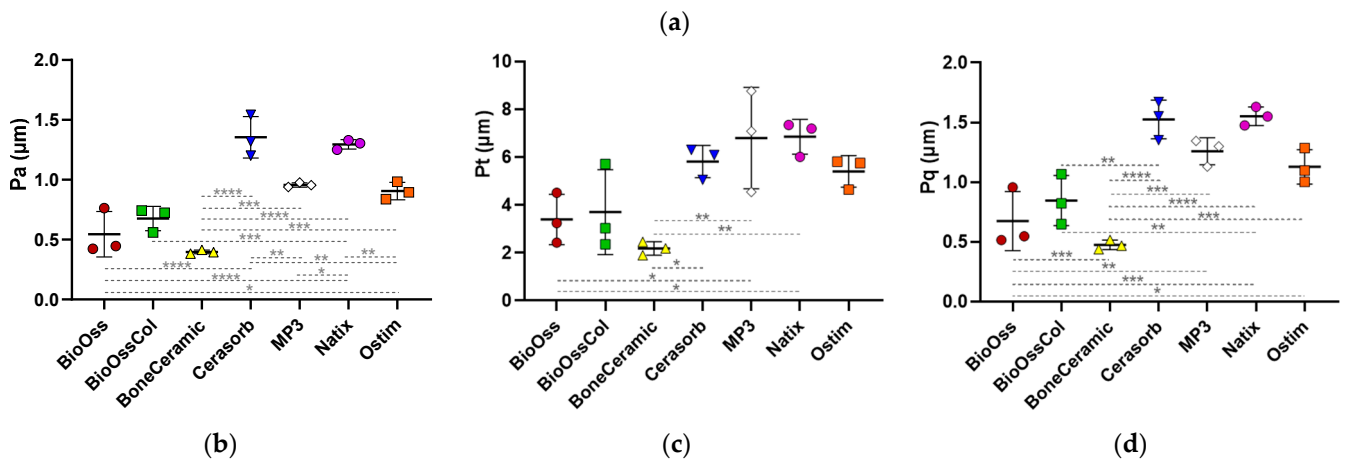 (a)
Pa (µm)
2.0
1.5
1.0
0.5
0.0
****
***
****
***
***
**
**
**
****
*
****
*
BioOss
BioOssCol
BoneCeramic
Cerasorb
MP3
Natix
Ostim
(b)
Pt (µm)
10
8
6
4
2
0
**
**
*
*
*
BioOss
BioOssCol
BoneCeramic
Cerasorb
MP3
Natix
Ostim
(c)
Pq (µm)
2.0
1.5
1.0
0.5
0.0
**
****
***
****
***
**
***
**
***
*
BioOss
BioOssCol
BoneCeramic
Cerasorb
MP3
Natix
Ostim
(d)